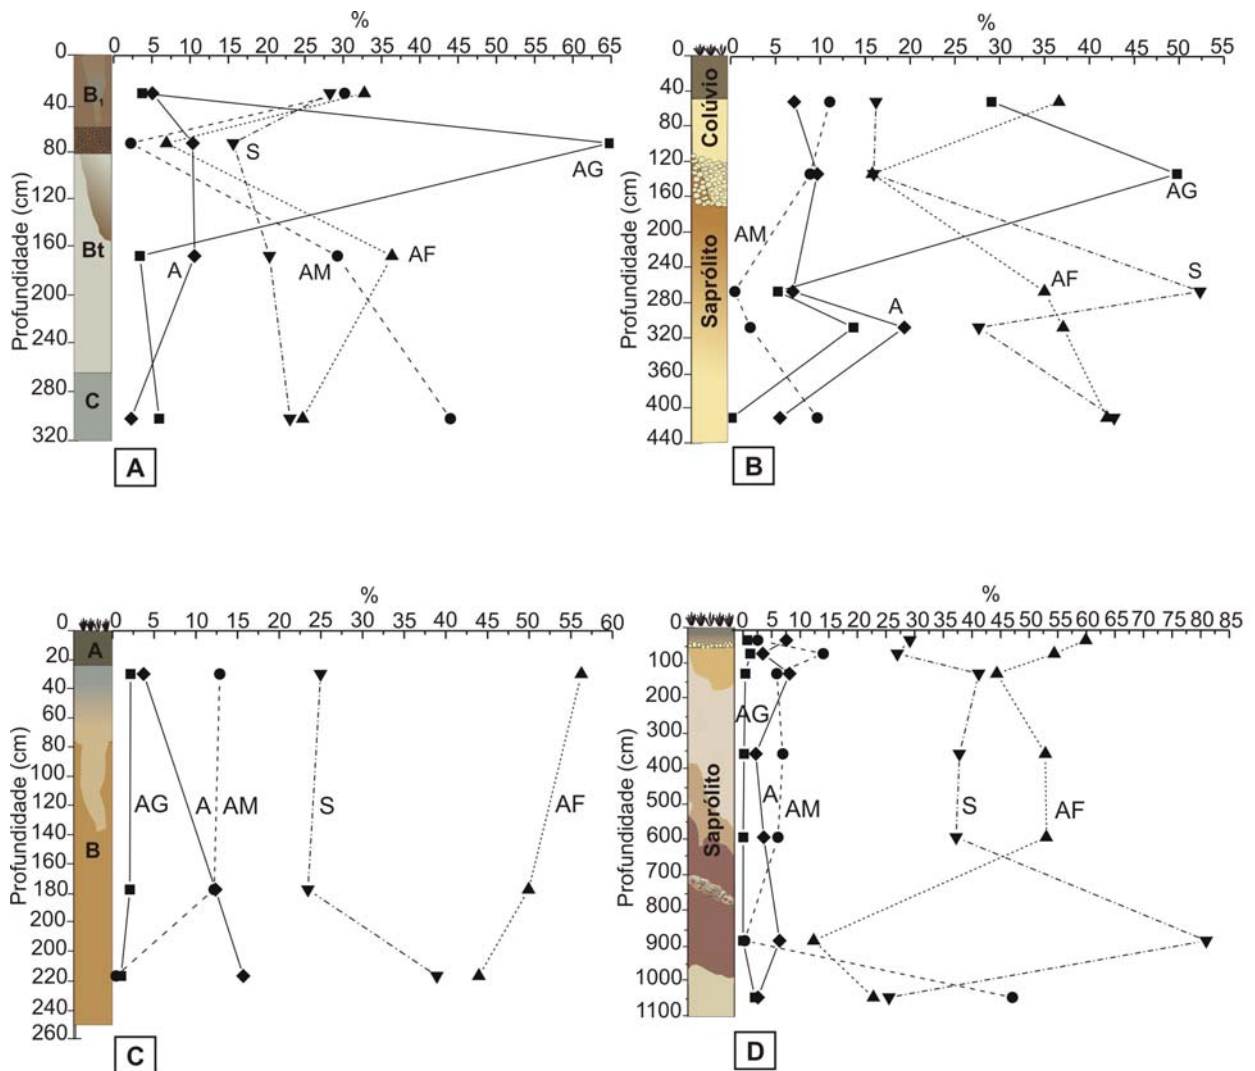 %
0 5 10 15 20 25 30 35 40 45 50 55 60 65
Profundidade (cm)
0
40
80
120
160
200
240
280
320
B1
Bt
C
S
AG
A
AM
AF
A
%
0 5 10 15 20 25 30 35 40 45 50 55
Profundidade (cm)
0
40
80
120
160
200
240
280
320
360
400
440
Colúvio
Saprólito
AM
AG
AF
S
A
B
%
0 5 10 15 20 25 30 35 40 45 50 56 60
Profundidade (cm)
0
20
40
60
80
100
120
140
160
180
200
200
220
240
260
A
B
AG
A
AM
S
AF
C
%
0 5 10 15 20 25 30 35 40 45 50 55 60 65 70 75 80 85
Profundidade (cm)
0
100
200
300
400
500
600
700
800
900
1000
1100
Saprólito
AG
A
AM
S
AF
D